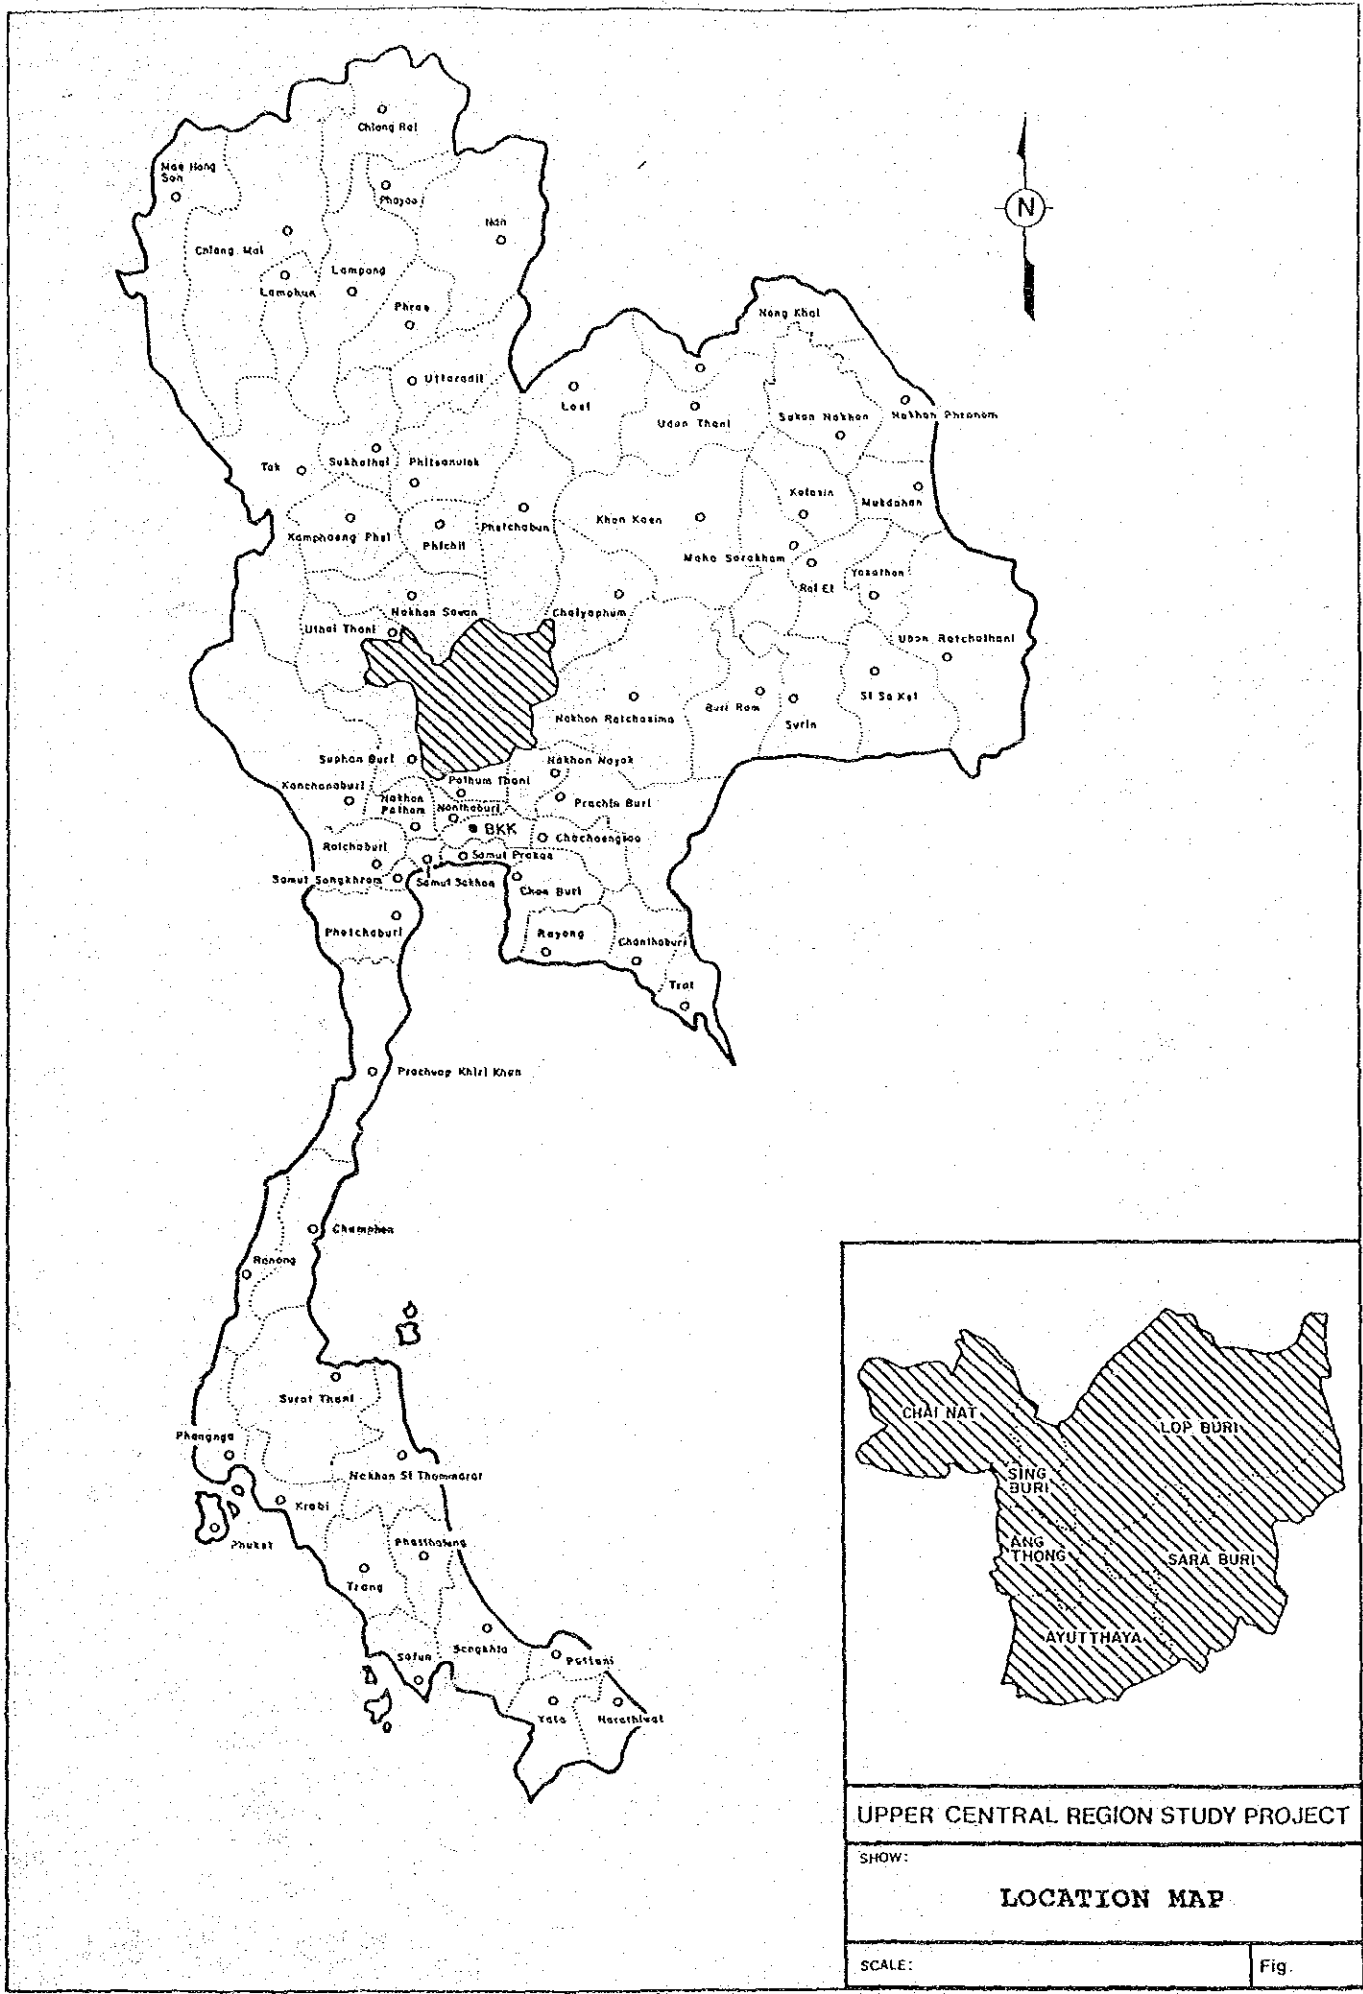 Chiang Rai
Mae Hong
Son
Phayao
Nan
Chiang Mai
Lampang
Lamphun
Phrae
Nong Khai
Uttaradit
Loei
Udon Thani
Sakon Nakhon
Nakhon Phranom
Tak
Sukhothai
Phitsanulok
Kalasin
Mukdahan
Kamphaeng Phet
Phichit
Phetchabun
Khon Kaen
Maha Sarakham
Yasothon
Roi Et
Nakhon Sawan
Chaiyaphum
Uthai Thani
Ubon Ratchathani
Si Sa Ket
Buri Ram
Surin
Nakhon Ratchasima
Suphan Buri
Nakhon Nayok
Kanchanaburi
Pathum Thani
Nakhon
Pathom
Nonthaburi
Prachin Buri
BKK
Chachoengsao
Ratchaburi
Samut Prakan
Samut Songkhram
Samut Sakhon
Chon Buri
Phetchaburi
Rayong
Chanthaburi
Trat
Prachuap Khiri Khan
Chumphon
Ranong
Surat Thani
Phangnga
Nakhon Si Thammarat
Krabi
Phuket
Phatthalung
Trang
Satun
Songkhla
Pattani
Yala
Narathiwat
N
CHAI NAT
LOP BURI
SING
BURI
ANG
THONG
SARA BURI
AYUTTHAYA
UPPER CENTRAL REGION STUDY PROJECT
SHOW:
LOCATION MAP
SCALE:
Fig.